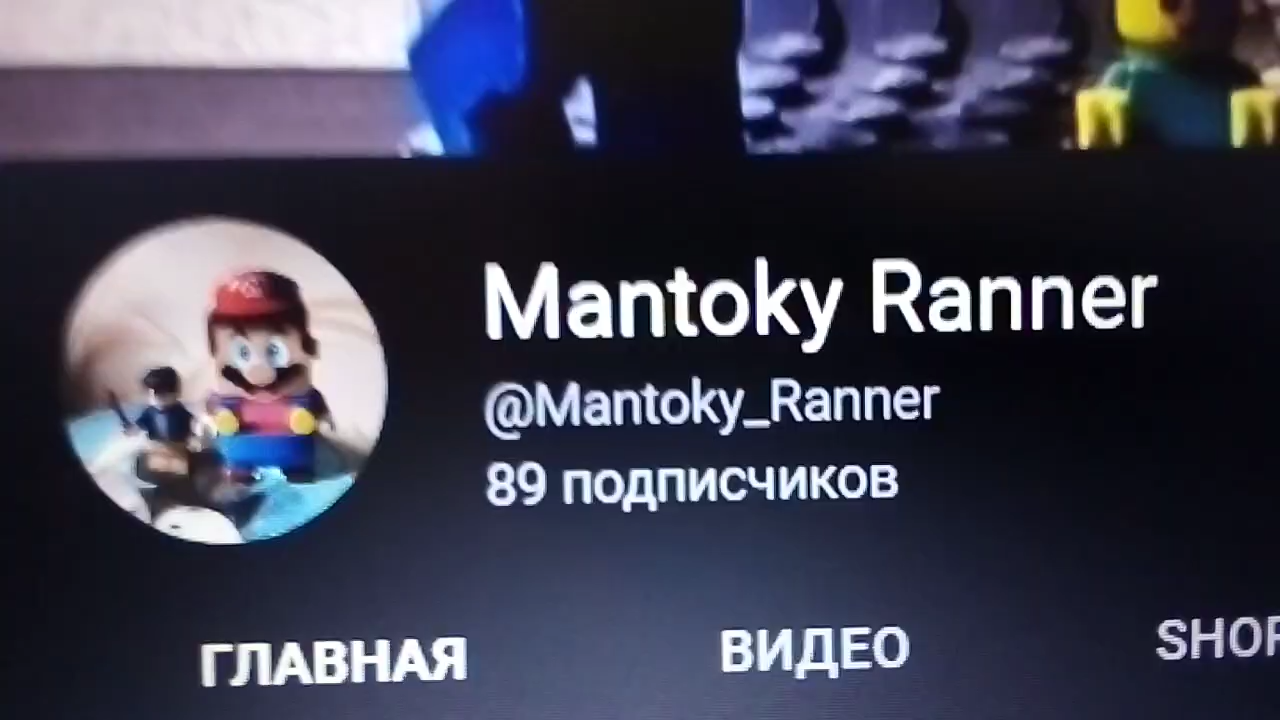 Mantoky Ranner
@Mantoky_Ranner
89 подписчиков
ГЛАВНАЯ ВИДЕО